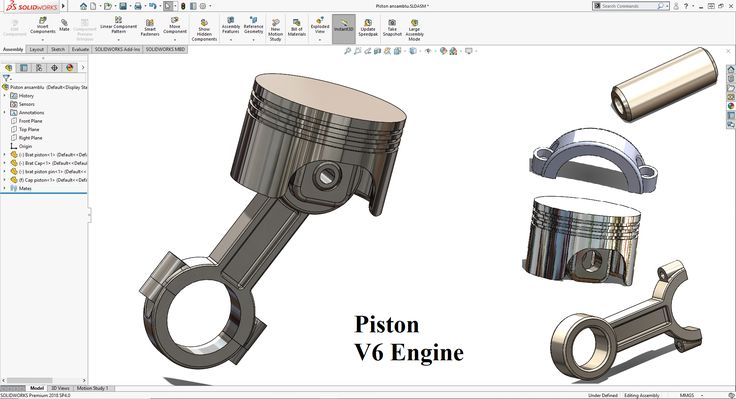 SOLIDWORKS
Piston ansamblu.SLDASM *
Search Commands
Edit Component
Insert Components
Mate
Component Preview Window
Linear Component Pattern
Smart Fasteners
Move Component
Show Hidden Components
Assembly Features
Reference Geometry
New Motion Study
Bill of Materials
Exploded View
Instant3D
Update Speedpak
Take Snapshot
Large Assembly Mode
Assembly
Layout
Sketch
Evaluate
SOLIDWORKS Add-Ins
SOLIDWORKS MBD
Piston ansamblu (Default<Display Sta
History
Sensors
Annotations
Front Plane
Top Plane
Right Plane
Origin
(-) Brat piston<1> (Default<<Defau
(-) Brat Cap<1> (Default<<Default>
(-) brat piston pin<1> (Default<<
(f) Cap piston<1> (Default<<Defau
Mates
Piston
V6 Engine
Model
3D Views
Motion Study 1
SOLIDWORKS Premium 2018 SP4.0
Under Defined
Editing Assembly
MMGS